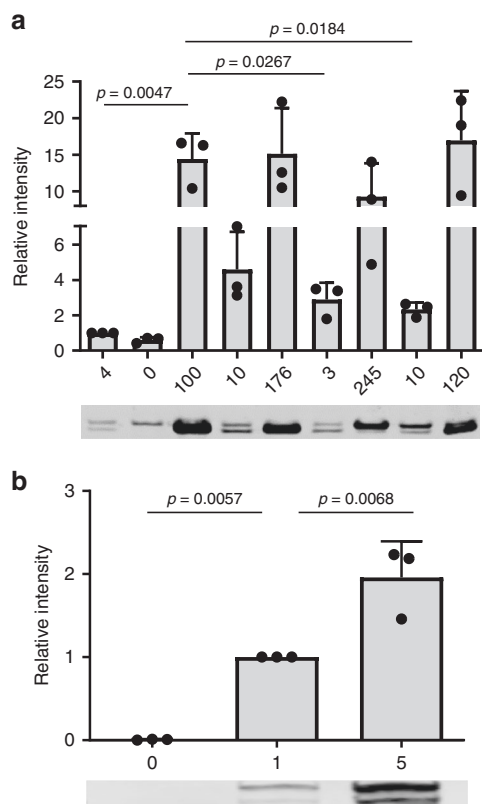 a
p = 0.0184
p = 0.0267
p = 0.0047
Relative intensity
25
20
15
10
6
4
2
0
4 0 100 10 176 3 245 10 120
b
p = 0.0057 p = 0.0068
Relative intensity
3
2
1
0
0 1 5